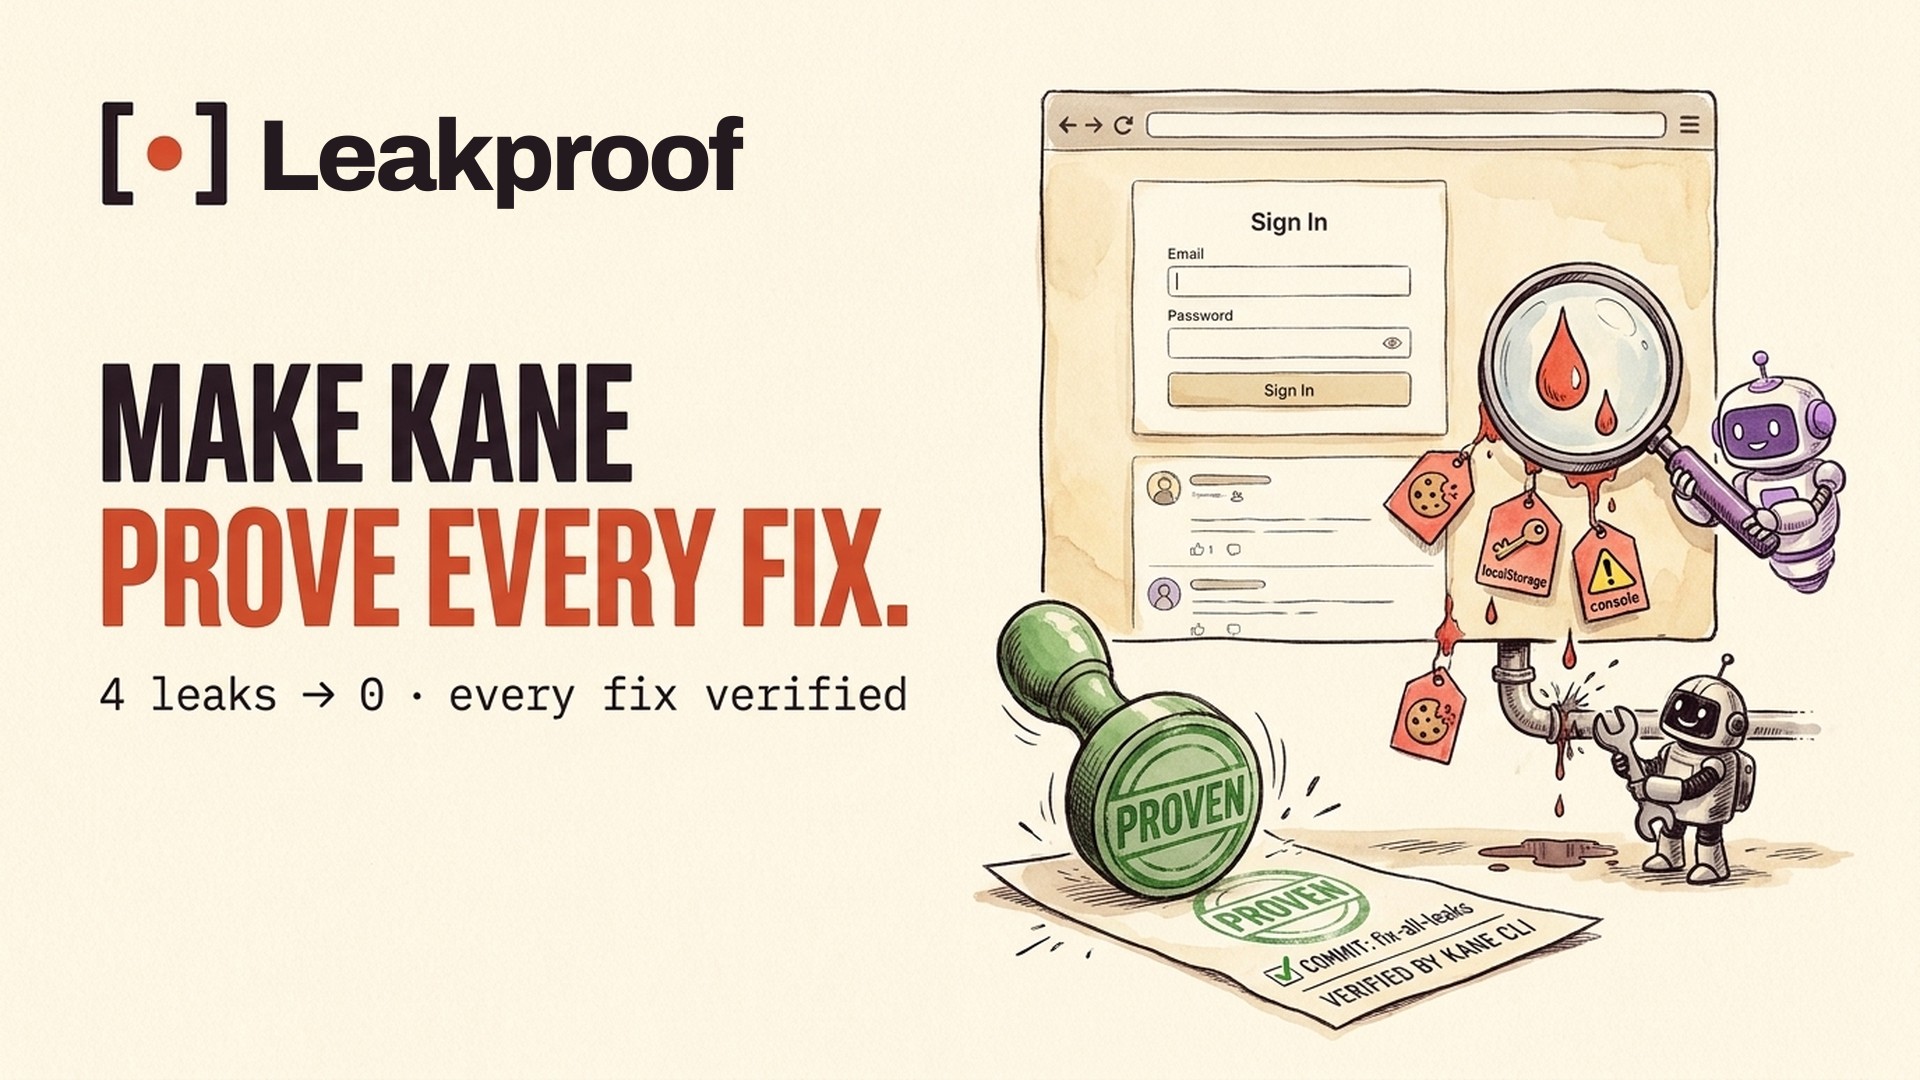 [•] Leakproof
MAKE KANE
PROVE EVERY FIX.
4 leaks → 0 · every fix verified
Sign In
Email
Password
Sign In
1
localStorage
console
PROVEN
PROVEN
COMMIT: fix-all-leaks
VERIFIED BY KANE CLI